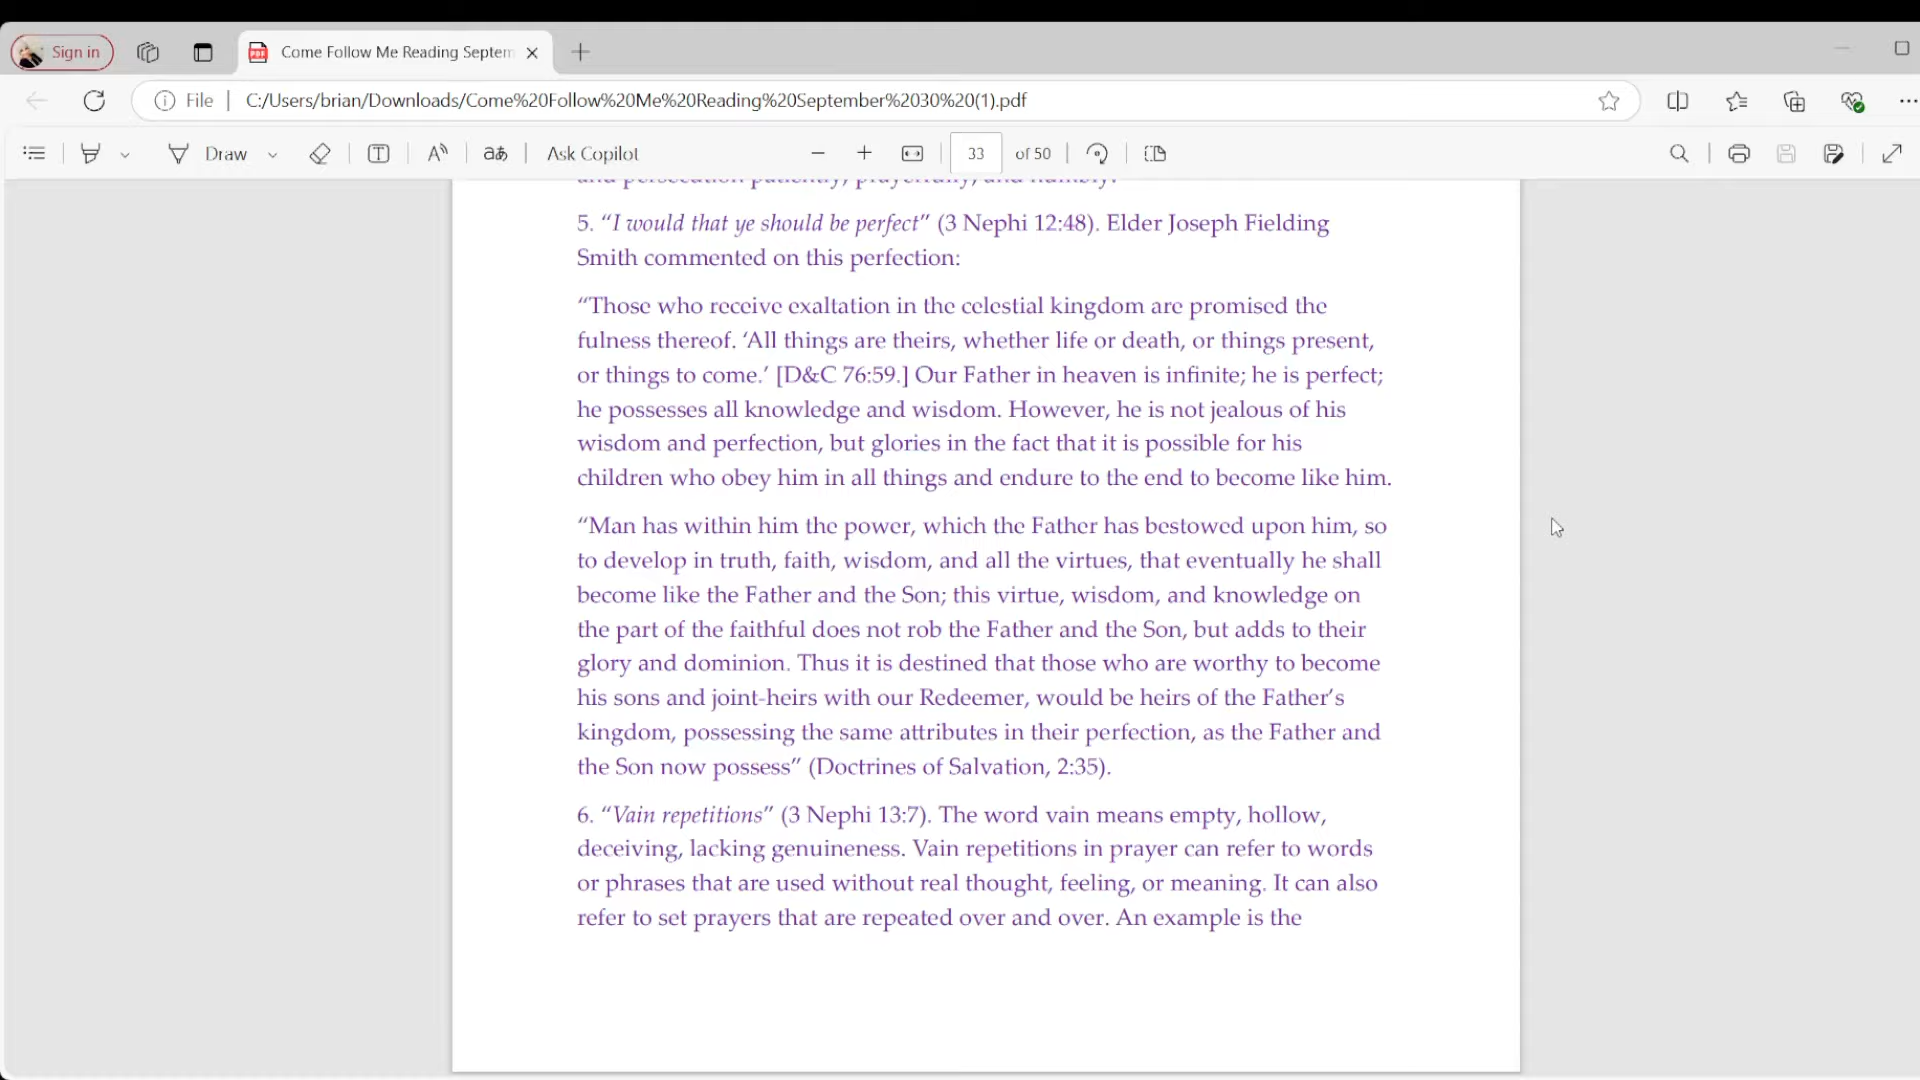 Sign in
Come Follow Me Reading Septem
File
C:/Users/brian/Downloads/Come%20Follow%20Me%20Reading%20September%2030%20(1).pdf
Draw
Ask Copilot
33
of 50
and persecution patiently, prayerfully, and humbly.
5. “I would that ye should be perfect” (3 Nephi 12:48). Elder Joseph Fielding
Smith commented on this perfection:
“Those who receive exaltation in the celestial kingdom are promised the
fulness thereof. ‘All things are theirs, whether life or death, or things present,
or things to come.’ [D&C 76:59.] Our Father in heaven is infinite; he is perfect;
he possesses all knowledge and wisdom. However, he is not jealous of his
wisdom and perfection, but glories in the fact that it is possible for his
children who obey him in all things and endure to the end to become like him.
“Man has within him the power, which the Father has bestowed upon him, so
to develop in truth, faith, wisdom, and all the virtues, that eventually he shall
become like the Father and the Son; this virtue, wisdom, and knowledge on
the part of the faithful does not rob the Father and the Son, but adds to their
glory and dominion. Thus it is destined that those who are worthy to become
his sons and joint-heirs with our Redeemer, would be heirs of the Father’s
kingdom, possessing the same attributes in their perfection, as the Father and
the Son now possess” (Doctrines of Salvation, 2:35).
6. “Vain repetitions” (3 Nephi 13:7). The word vain means empty, hollow,
deceiving, lacking genuineness. Vain repetitions in prayer can refer to words
or phrases that are used without real thought, feeling, or meaning. It can also
refer to set prayers that are repeated over and over. An example is the